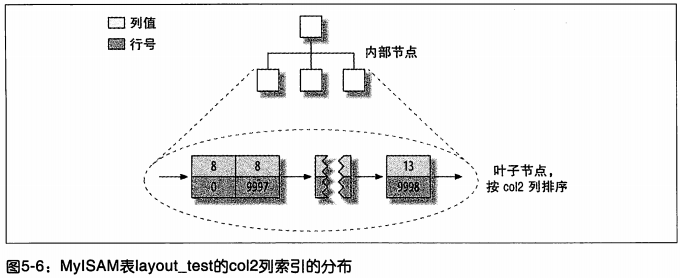 列值
行号
内部节点
8 8 13
0 9997 9998
叶子节点，
按 col2 列排序
图5-6：MyISAM表layout_test的col2列索引的分布